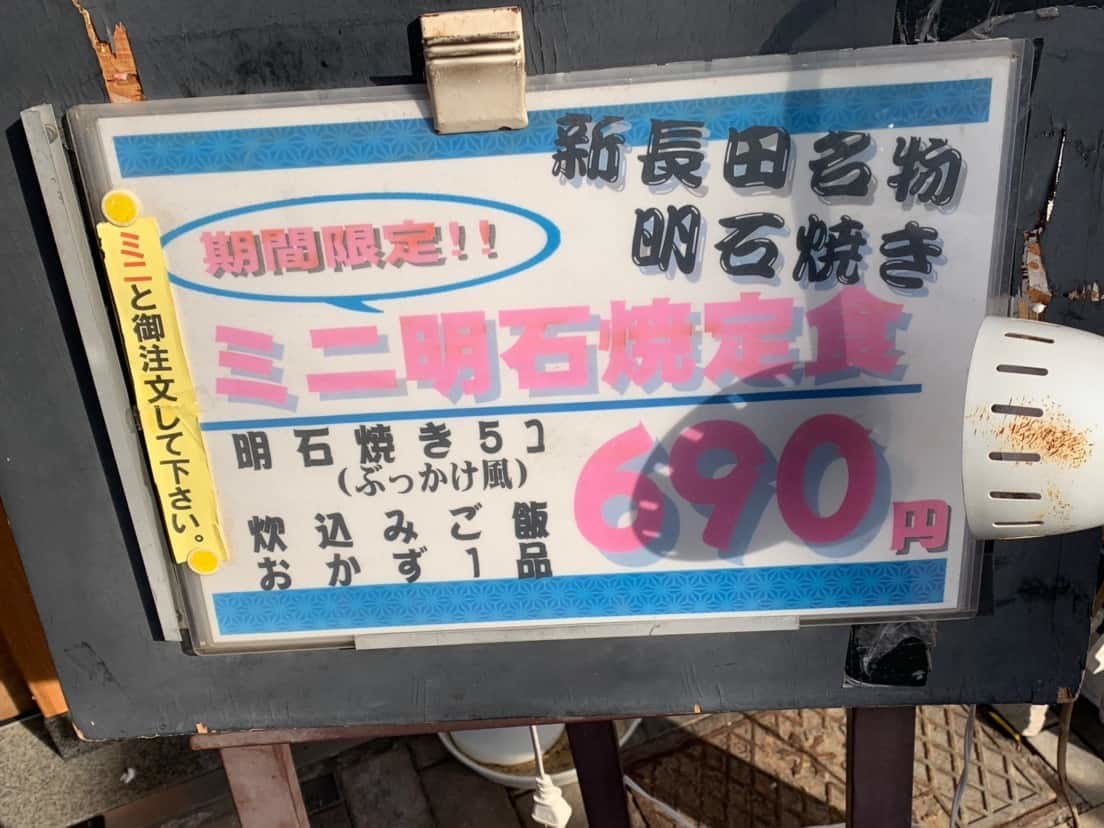 新長田名物
明石焼き
期間限定!!
ミニ明石焼定食
明石焼き5コ
(ぶっかけ風)
炊込みご飯
おかず1品
690円
ミニと御注文して下さい。